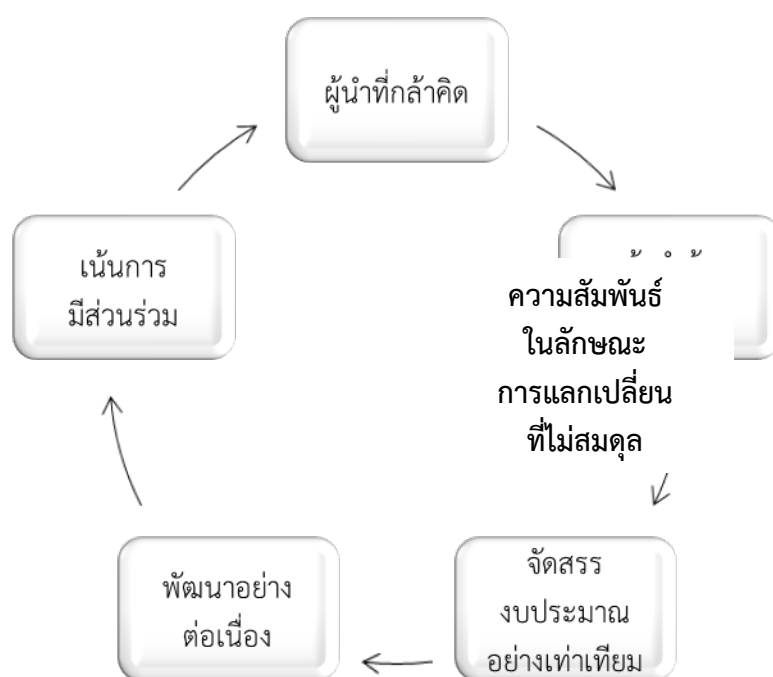 ผู้นำที่กล้าคิด
ความสัมพันธ์
ในลักษณะ
การแลกเปลี่ยน
ที่ไม่สมดุล
จัดสรร
งบประมาณ
อย่างเท่าเทียม
พัฒนาอย่าง
ต่อเนื่อง
เน้นการ
มีส่วนร่วม